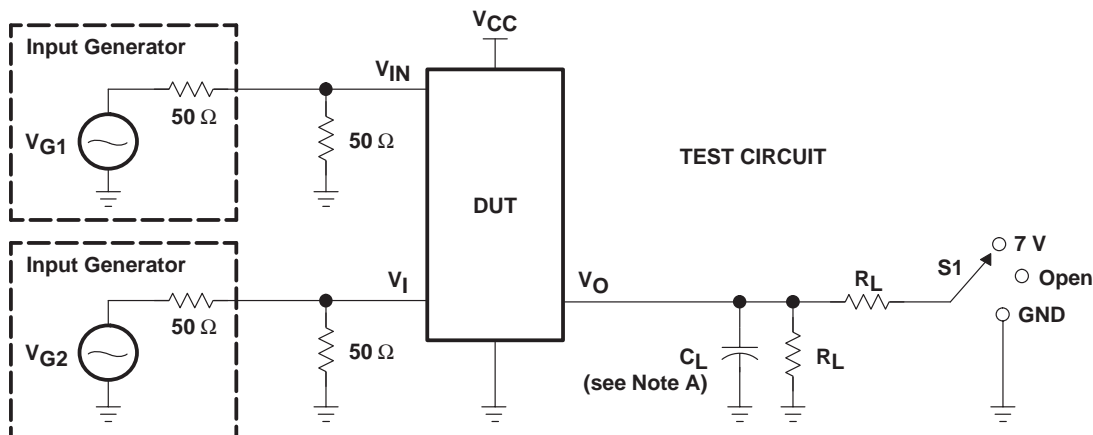 VCC
Input Generator
VIN
50 Ω
VG1
50 Ω
TEST CIRCUIT
DUT
Input Generator
7 V
S1
VI
VO
RL
Open
50 Ω
GND
VG2
50 Ω
CL
RL
(see Note A)